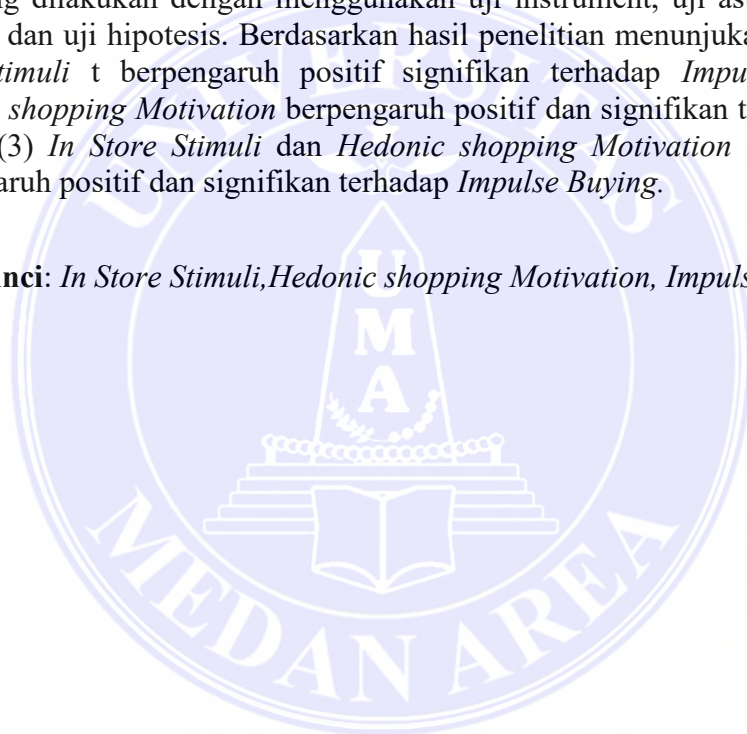 ng dilakukan dengan menggunakan uji instrument, uji as
dan uji hipotesis. Berdasarkan hasil penelitian menunjuka
timuli t berpengaruh positif signifikan terhadap Impu
shopping Motivation berpengaruh positif dan signifikan t
(3) In Store Stimuli dan Hedonic shopping Motivation
aruh positif dan signifikan terhadap Impulse Buying.
nci: In Store Stimuli,Hedonic shopping Motivation, Impuls
UNIVERSITAS
U
M
A
MEDAN AREA